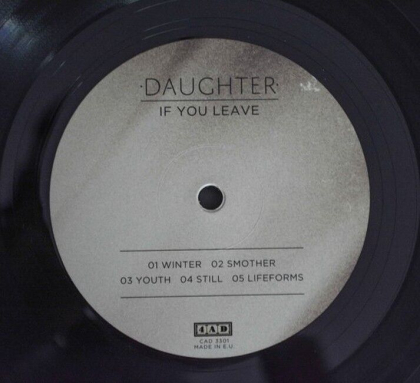 ·DAUGHTER·
IF YOU LEAVE
01 WINTER 02 SMOTHER
03 YOUTH 04 STILL 05 LIFEFORMS
4AD
CAD 3301
MADE IN E.U.